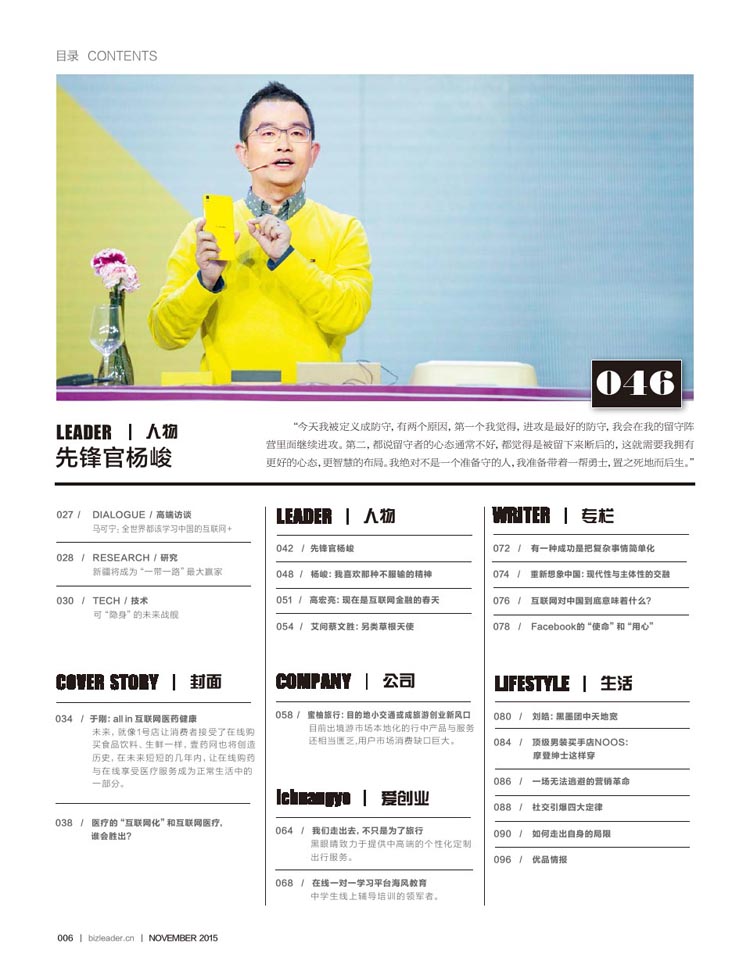 目录 CONTENTS
046
LEADER | 人物
先锋官杨峻
“今天我被定义成防守，有两个原因，第一个我觉得，进攻是最好的防守，我会在我的留守阵
营里面继续进攻。第二，都说留守者的心态通常不好，都觉得是被留下来断后的，这就需要我拥有
更好的心态，更智慧的布局。我绝对不是一个准备守的人，我准备带着一帮勇士，置之死地而后生。”
027 / DIALOGUE / 高端访谈
马可宁：全世界都该学习中国的互联网+
028 / RESEARCH / 研究
新疆将成为“一带一路”最大赢家
030 / TECH / 技术
可“隐身”的未来战舰
COVER STORY | 封面
034 / 于刚：all in 互联网医药健康
未来，就像1号店让消费者接受了在线购
买食品饮料、生鲜一样，壹药网也将创造
历史，在未来短短的几年内，让在线购药
与在线享受医疗服务成为正常生活中的
一部分。
038 / 医疗的“互联网化”和互联网医疗，
谁会胜出？
LEADER | 人物
042 / 先锋官杨峻
048 / 杨峻：我喜欢那种不服输的精神
051 / 高宏亮：现在是互联网金融的春天
054 / 艾问蔡文胜：另类草根天使
COMPANY | 公司
058 / 蜜柚旅行：目的地小交通或成旅游创业新风口
目前出境游市场本地化的行中产品与服务
还相当匮乏，用户市场消费缺口巨大。
Ichuangye | 爱创业
064 / 我们走出去，不只是为了旅行
黑眼睛致力于提供中高端的个性化定制
出行服务。
068 / 在线一对一学习平台海风教育
中学生线上辅导培训的领军者。
WRITER | 专栏
072 / 有一种成功是把复杂事情简单化
074 / 重新想象中国：现代性与主体性的交融
076 / 互联网对中国到底意味着什么？
078 / Facebook的“使命”和“用心”
LIFESTYLE | 生活
080 / 刘皓：黑墨团中天地宽
084 / 顶级男装买手店NOOS：
摩登绅士这样穿
086 / 一场无法逃避的营销革命
088 / 社交引爆四大定律
090 / 如何走出自身的局限
096 / 优品情报
006 | bizleader.cn | NOVEMBER 2015